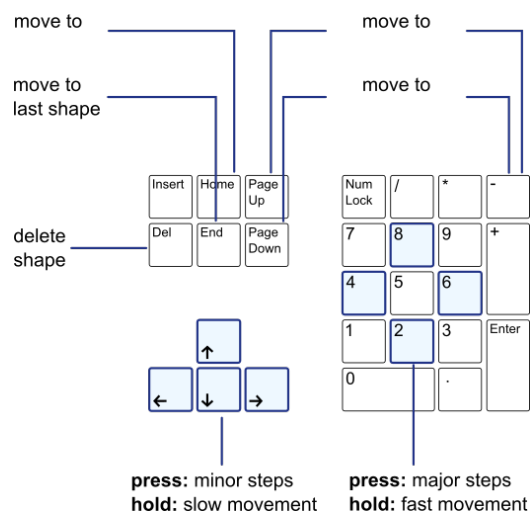 move to
move to
move to
last shape
move to
Insert
Home
Page
Up
Num
Lock
/
*
-
delete
shape
Del
End
Page
Down
7
8
9
+
4
5
6
1
2
3
Enter
0
.
↑
←
↓
→
press: minor steps
hold: slow movement
press: major steps
hold: fast movement